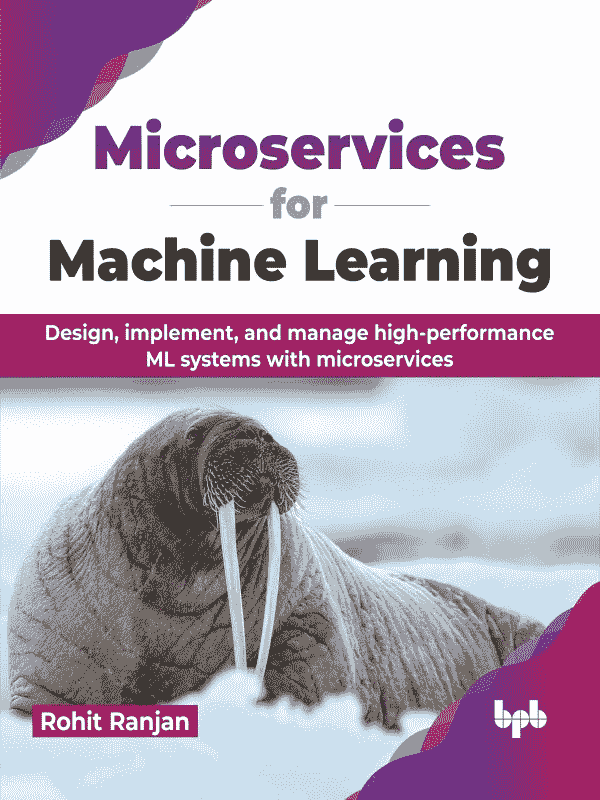 Microservices
for
Machine Learning
Design, implement, and manage high-performance
ML systems with microservices
Rohit Ranjan
bpb